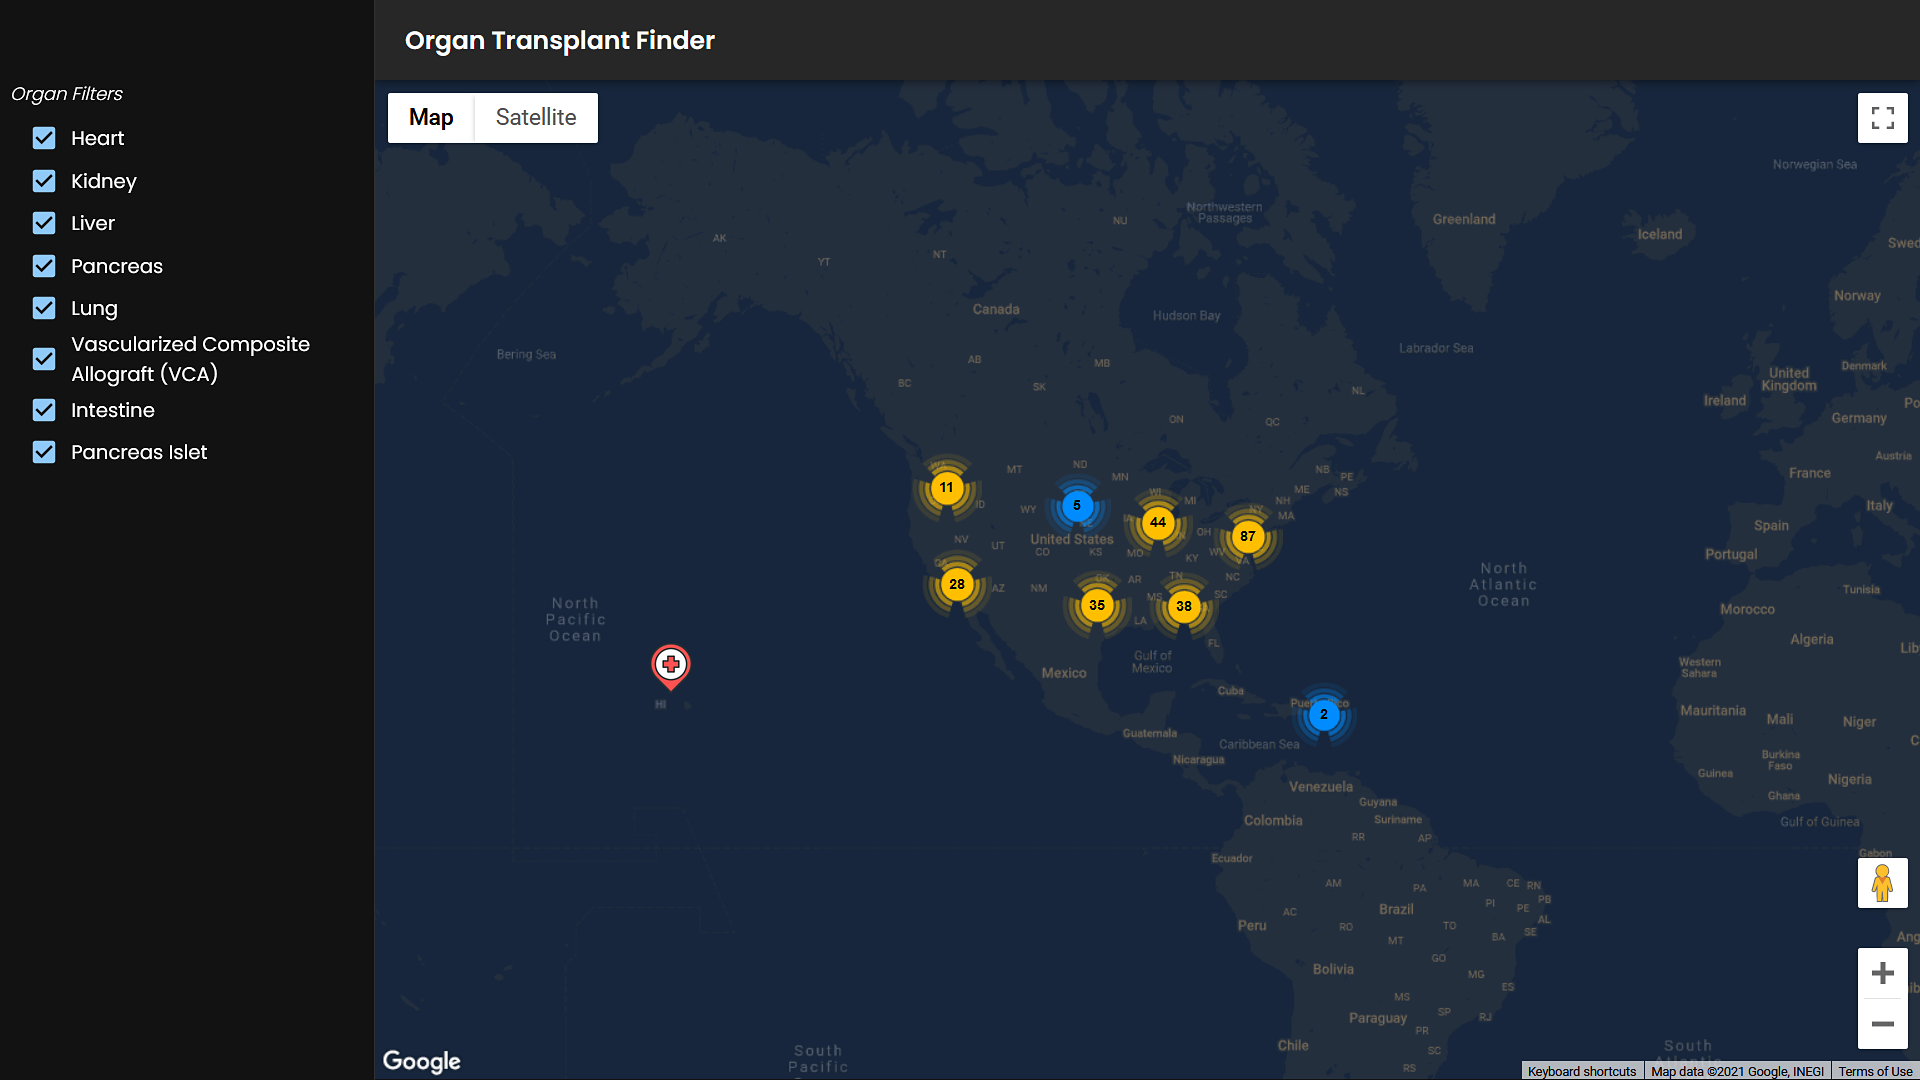 Organ Transplant Finder
Organ Filters
Heart
Kidney
Liver
Pancreas
Lung
Vascularized Composite
Allograft (VCA)
Intestine
Pancreas Islet
Map
Satellite
Norwegian Sea
Northwestern
Passages
NU
Greenland
Iceland
AK
YT
NT
Canada
Hudson Bay
Norway
Bering Sea
Labrador Sea
AB
MB
BC
SK
NL
United
Kingdom
Denmark
Ireland
Germany
ON
QC
Austria
France
Italy
Spain
Portugal
WA
MT
ND
MN
NB
PE
ME
NS
NH
MA
NY
WI
MI
ID
WY
11
5
44
87
United States
NV
UT
CO
KS
MO
OH
KY
WV
VA
28
AZ
NM
AR
TN
NC
SC
MS
LA
35
38
FL
North
Pacific
Ocean
North
Atlantic
Ocean
Tunisia
Morocco
Algeria
Western
Sahara
Gulf of
Mexico
Mexico
Cuba
HI
2
Guatemala
Caribbean Sea
Nicaragua
Mauritania
Mali
Niger
Burkina
Faso
Guinea
Nigeria
Ghana
Gulf of Guinea
Gabon
Venezuela
Guyana
Suriname
Colombia
RR
AP
Ecuador
AM
PA
MA
CE
RN
PB
PI
PE
AL
AC
Brazil
Peru
RO
TO
SE
MT
BA
GO
Bolivia
MG
MS
ES
Paraguay
SP
RJ
PR
Chile
SC
RS
South
Pacific
South
Atlantic
Google
Keyboard shortcuts
Map data ©2021 Google, INEGI
Terms of Use